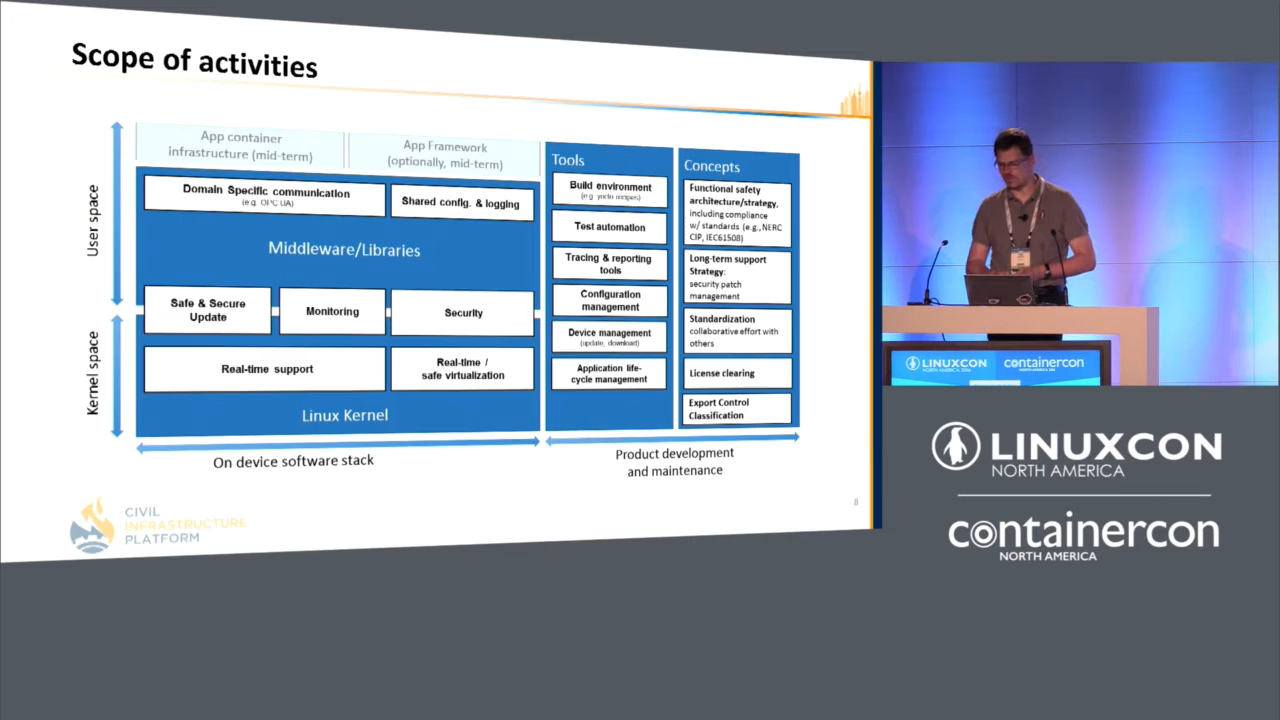 Scope of activities
User space
Kernel space
App container
infrastructure (mid-term)
App Framework
(optionally, mid-term)
Domain Specific communication
(e.g. OPC UA)
Shared config. & logging
Middleware/Libraries
Safe & Secure
Update
Monitoring
Security
Real-time support
Real-time /
safe virtualization
Linux Kernel
On device software stack
Tools
Build environment
(e.g. yocto recipes)
Test automation
Tracing & reporting
tools
Configuration
management
Device management
(update, download)
Application life-
cycle management
Concepts
Functional safety
architecture/strategy,
including compliance
w/ standards (e.g., NERC
CIP, IEC61508)
Long-term support
Strategy:
security patch
management
Standardization
collaborative effort with
others
License clearing
Export Control
Classification
Product development
and maintenance
CIVIL
INFRASTRUCTURE
PLATFORM
8
LINUXCON
containercon
LINUXCON
NORTH AMERICA
containercon
NORTH AMERICA